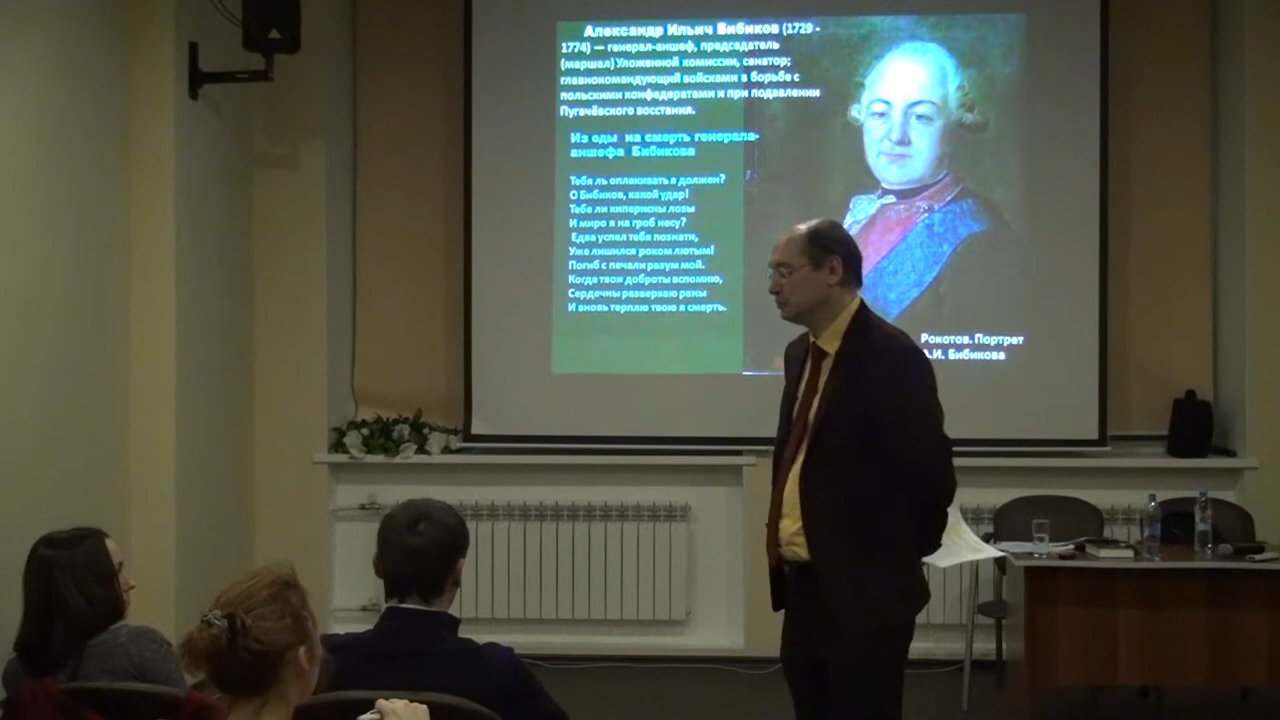 Александр Ильич Бибиков (1729 -
1774) — генерал-аншеф, председатель
(маршал) Уложенной комиссии, сенатор;
главнокомандующий войсками в борьбе с
польскими конфедератами и при подавлении
Пугачёвского восстания.
Из оды на смерть генерала-
аншефа Бибикова
Тебя ль оплакивать я должен?
О Бибиков, какой удар!
Тебе ли кипарисны лозы
И миро я на гроб несу?
Едва успел тебя познати,
Уже лишился роком лютым!
Погиб с печали разум мой.
Когда твои доброты вспомню,
Сердечны разверзаю раны
И вновь терплю твою я смерть.
Рокотов. Портрет
А.И. Бибикова